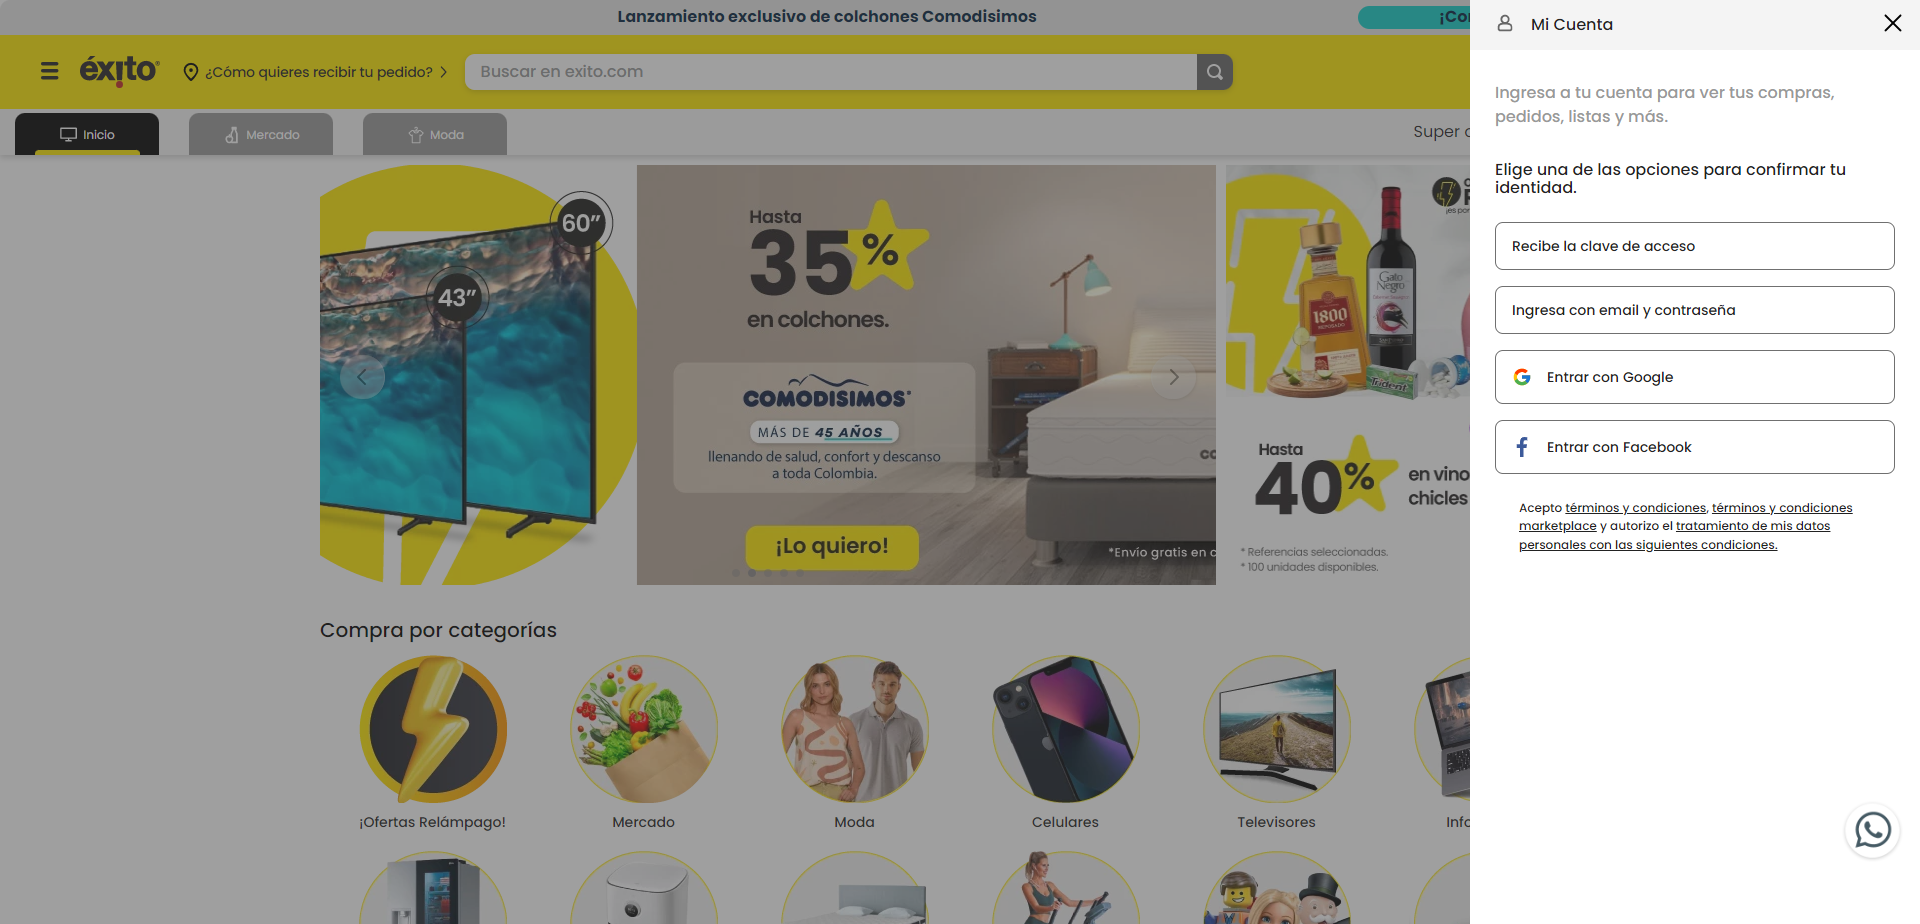 Lanzamiento exclusivo de colchones Comodisimos
éxito
¿Cómo quieres recibir tu pedido?
Buscar en exito.com
Inicio
Mercado
Moda
Super
60”
43”
Hasta
35%
en colchones.
COMODISIMOS
MÁS DE 45 AÑOS
llenando de salud, confort y descanso
a toda Colombia.
¡Lo quiero!
*Envío gratis en
1800
Gato
Negro
Trident
Hasta
40%
en vino
chicles
* Referencias seleccionadas.
* 100 unidades disponibles.
Compra por categorías
¡Ofertas Relámpago!
Mercado
Moda
Celulares
Televisores
Mi Cuenta
Ingresa a tu cuenta para ver tus compras,
pedidos, listas y más.
Elige una de las opciones para confirmar tu
identidad.
Recibe la clave de acceso
Ingresa con email y contraseña
Entrar con Google
Entrar con Facebook
Acepto términos y condiciones, términos y condiciones
marketplace y autorizo el tratamiento de mis datos
personales con las siguientes condiciones.